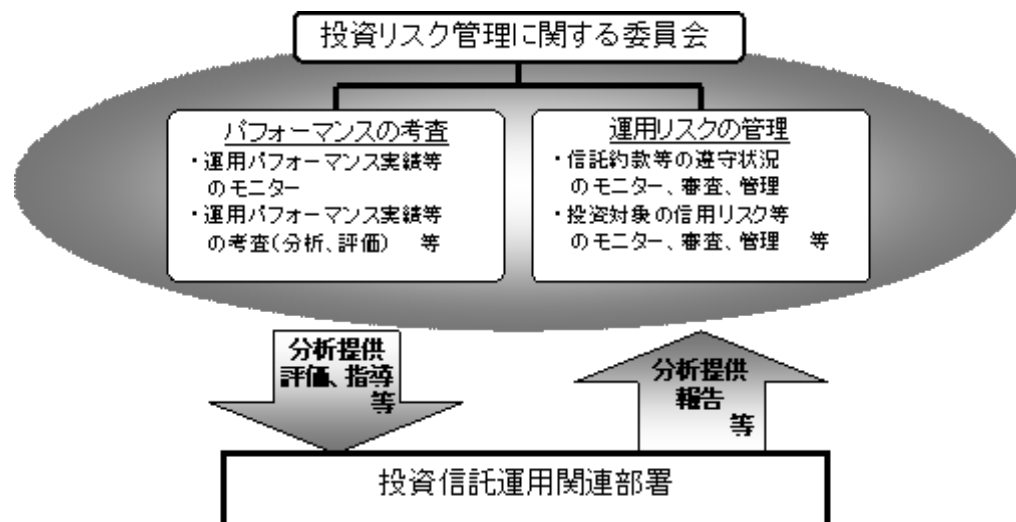 投資リスク管理に関する委員会
パフォーマンスの考査
・運用パフォーマンス実績等
のモニター
・運用パフォーマンス実績等
の考査(分析、評価) 等
運用リスクの管理
・信託約款等の遵守状況
のモニター、審査、管理
・投資対象の信用リスク等
のモニター、審査、管理 等
分析提供
評価、指導
等
分析提供
報告
等
投資信託運用関連部署